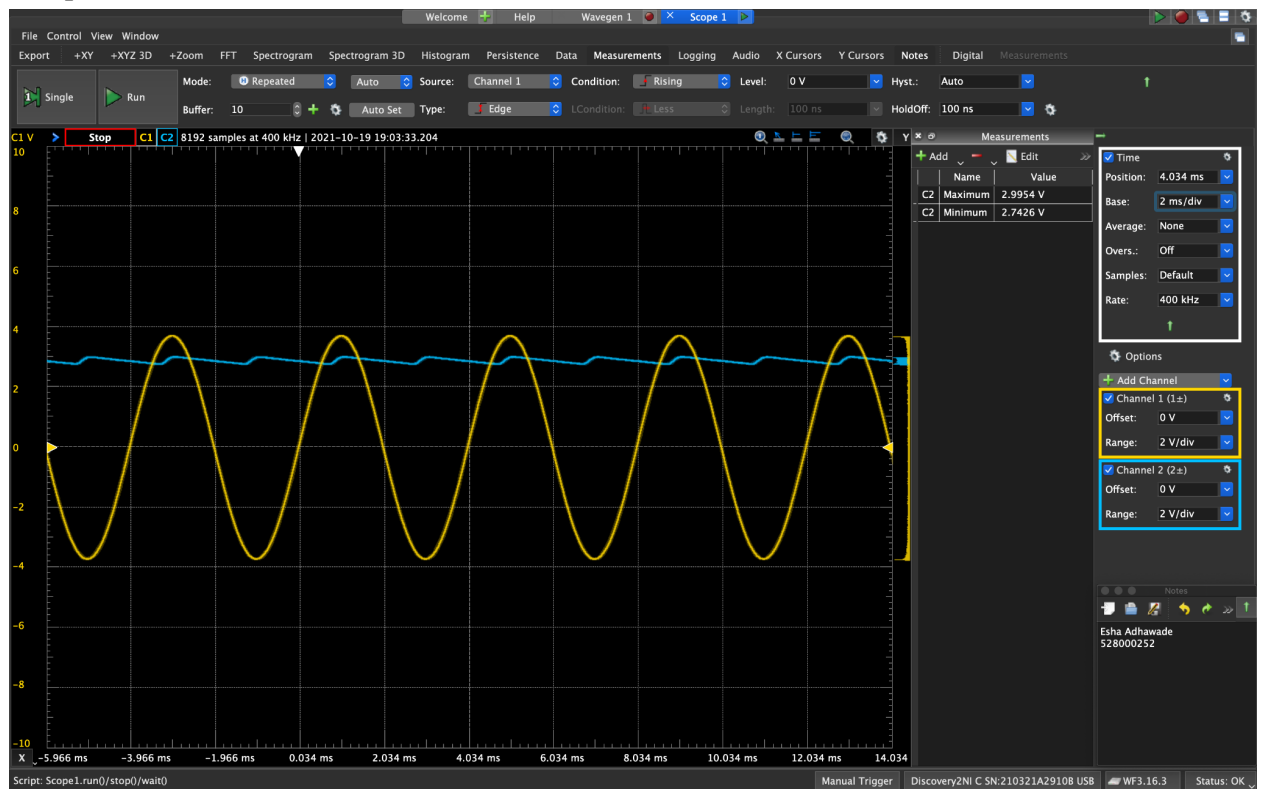 Welcome Help Wavegen 1 Scope 1
File Control View Window
Export +XY +XYZ 3D +Zoom FFT Spectrogram Spectrogram 3D Histogram Persistence Data Measurements Logging Audio X Cursors Y Cursors Notes Digital Measurements
Single Run
Mode: Repeated Auto Source: Channel 1 Condition: Rising Level: 0 V Hyst.: Auto
Buffer: 10 Auto Set Type: Edge LCondition: Less Length: 100 ns HoldOff: 100 ns
C1 V Stop C1 C2 8192 samples at 400 kHz | 2021-10-19 19:03:33.204 Y
10
8
6
4
2
0
-2
-4
-6
-8
-10
X -5.966 ms -3.966 ms -1.966 ms 0.034 ms 2.034 ms 4.034 ms 6.034 ms 8.034 ms 10.034 ms 12.034 ms 14.034
Measurements
Add Edit
Name Value
C2 Maximum 2.9954 V
C2 Minimum 2.7426 V
Time
Position: 4.034 ms
Base: 2 ms/div
Average: None
Overs.: Off
Samples: Default
Rate: 400 kHz
Options
Add Channel
Channel 1 (1±)
Offset: 0 V
Range: 2 V/div
Channel 2 (2±)
Offset: 0 V
Range: 2 V/div
Notes
Esha Adhawade
528000252
Script: Scope1.run()/stop()/wait() Manual Trigger Discovery2NI C SN:210321A2910B USB WF3.16.3 Status: OK